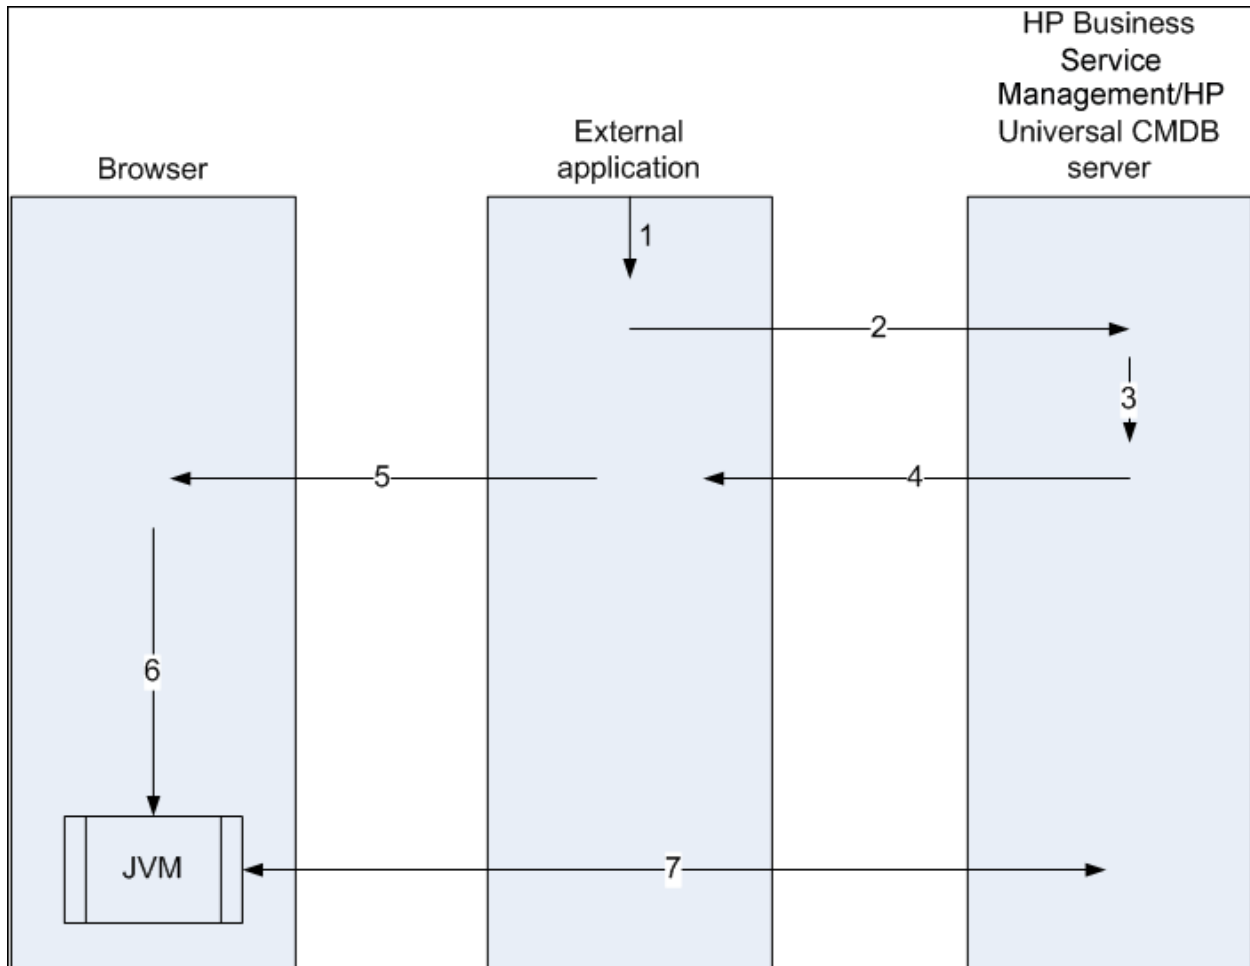 HP Business
Service
Management/HP
Universal CMDB
server
External
application
Browser
1
2
3
4
5
6
7
JVM